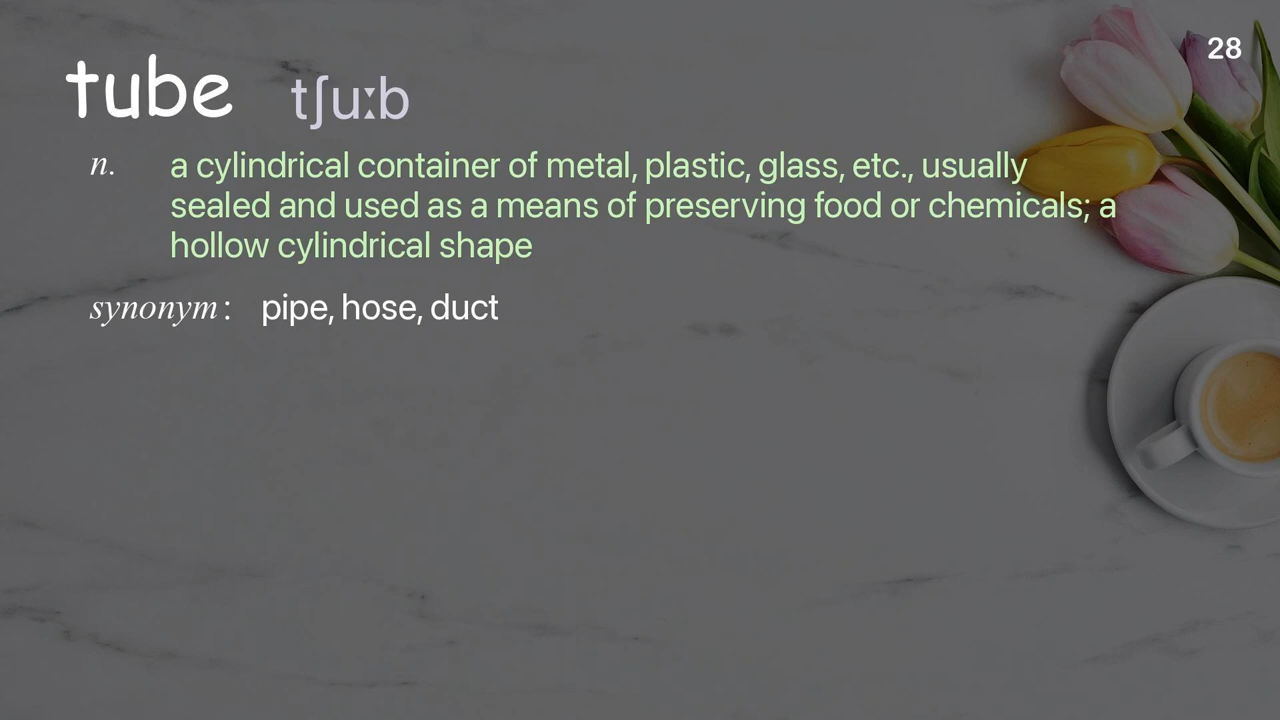 28
tube tʃuːb
n. a cylindrical container of metal, plastic, glass, etc., usually
sealed and used as a means of preserving food or chemicals; a
hollow cylindrical shape
synonym: pipe, hose, duct